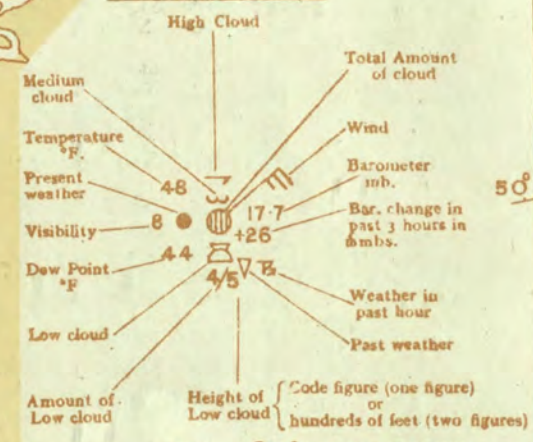 High Cloud
Total Amount
of cloud
Medium
cloud
Wind
Temperature
°F.
Barometer
mb.
Present
weather
48
17·7
50°
Visibility
8
+26
Bar. change in
past 3 hours in
mbs.
Dew Point
°F
44
4/5
Weather in
past hour
Low cloud
Past weather
Amount of
Low cloud
Height of
Low cloud
Code figure (one figure)
or
hundreds of feet (two figures)